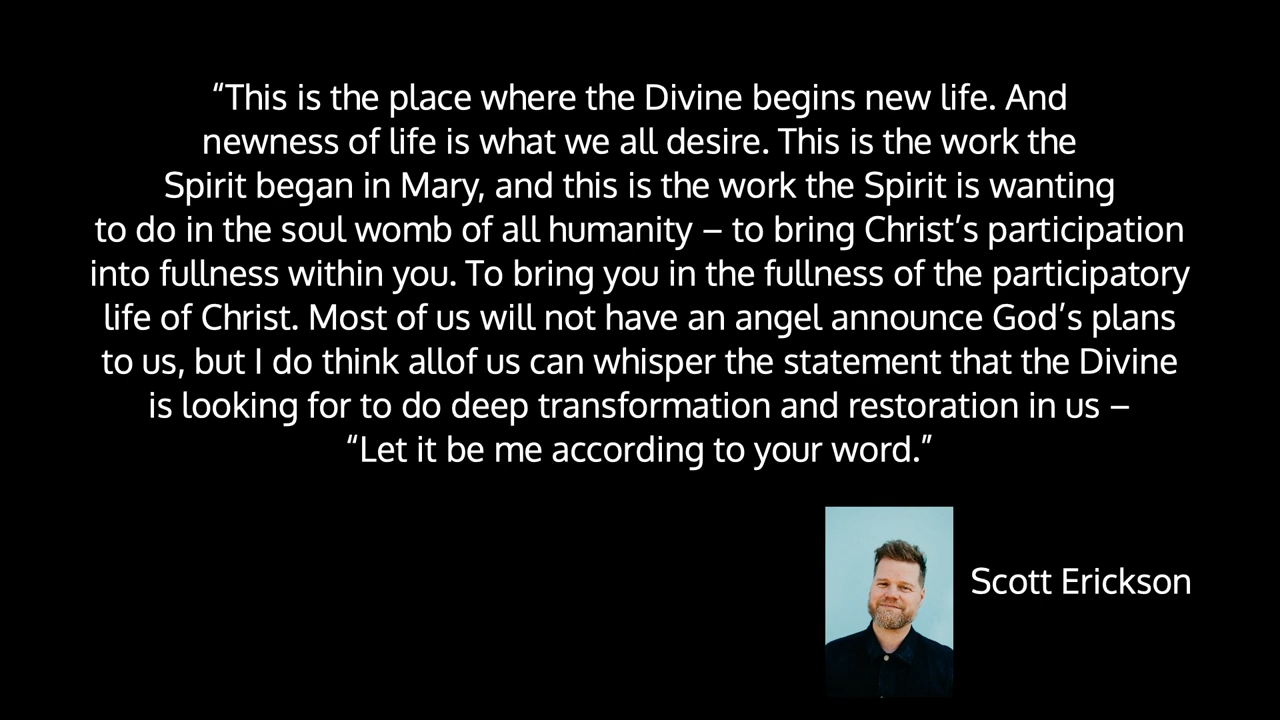 “This is the place where the Divine begins new life. And
newness of life is what we all desire. This is the work the
Spirit began in Mary, and this is the work the Spirit is wanting
to do in the soul womb of all humanity – to bring Christ’s participation
into fullness within you. To bring you in the fullness of the participatory
life of Christ. Most of us will not have an angel announce God’s plans
to us, but I do think allof us can whisper the statement that the Divine
is looking for to do deep transformation and restoration in us –
“Let it be me according to your word.”
Scott Erickson